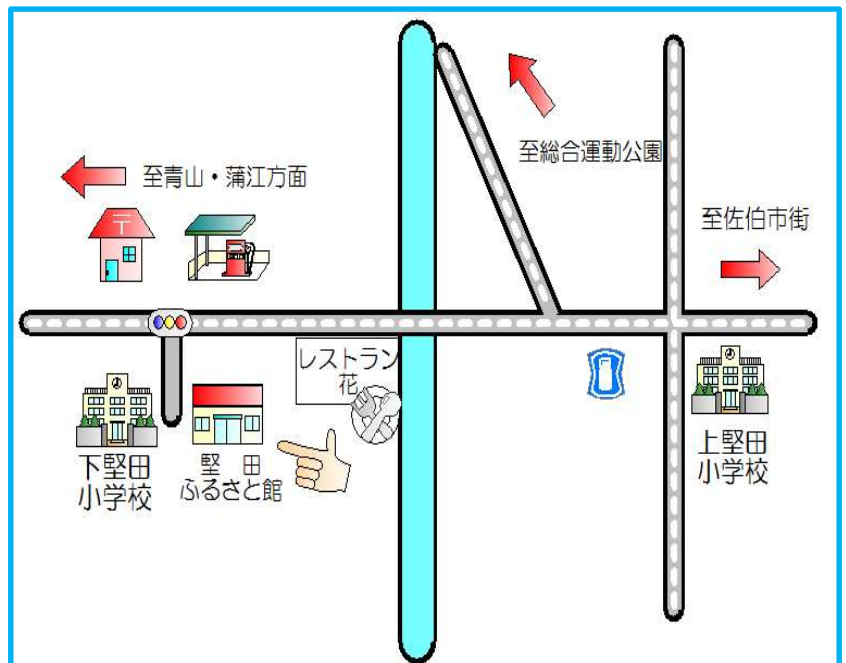 至総合運動公園
至青山・蒲江方面
至佐伯市街
〒
レストラン
花
下堅田
小学校
堅 田
ふるさと館
上堅田
小学校